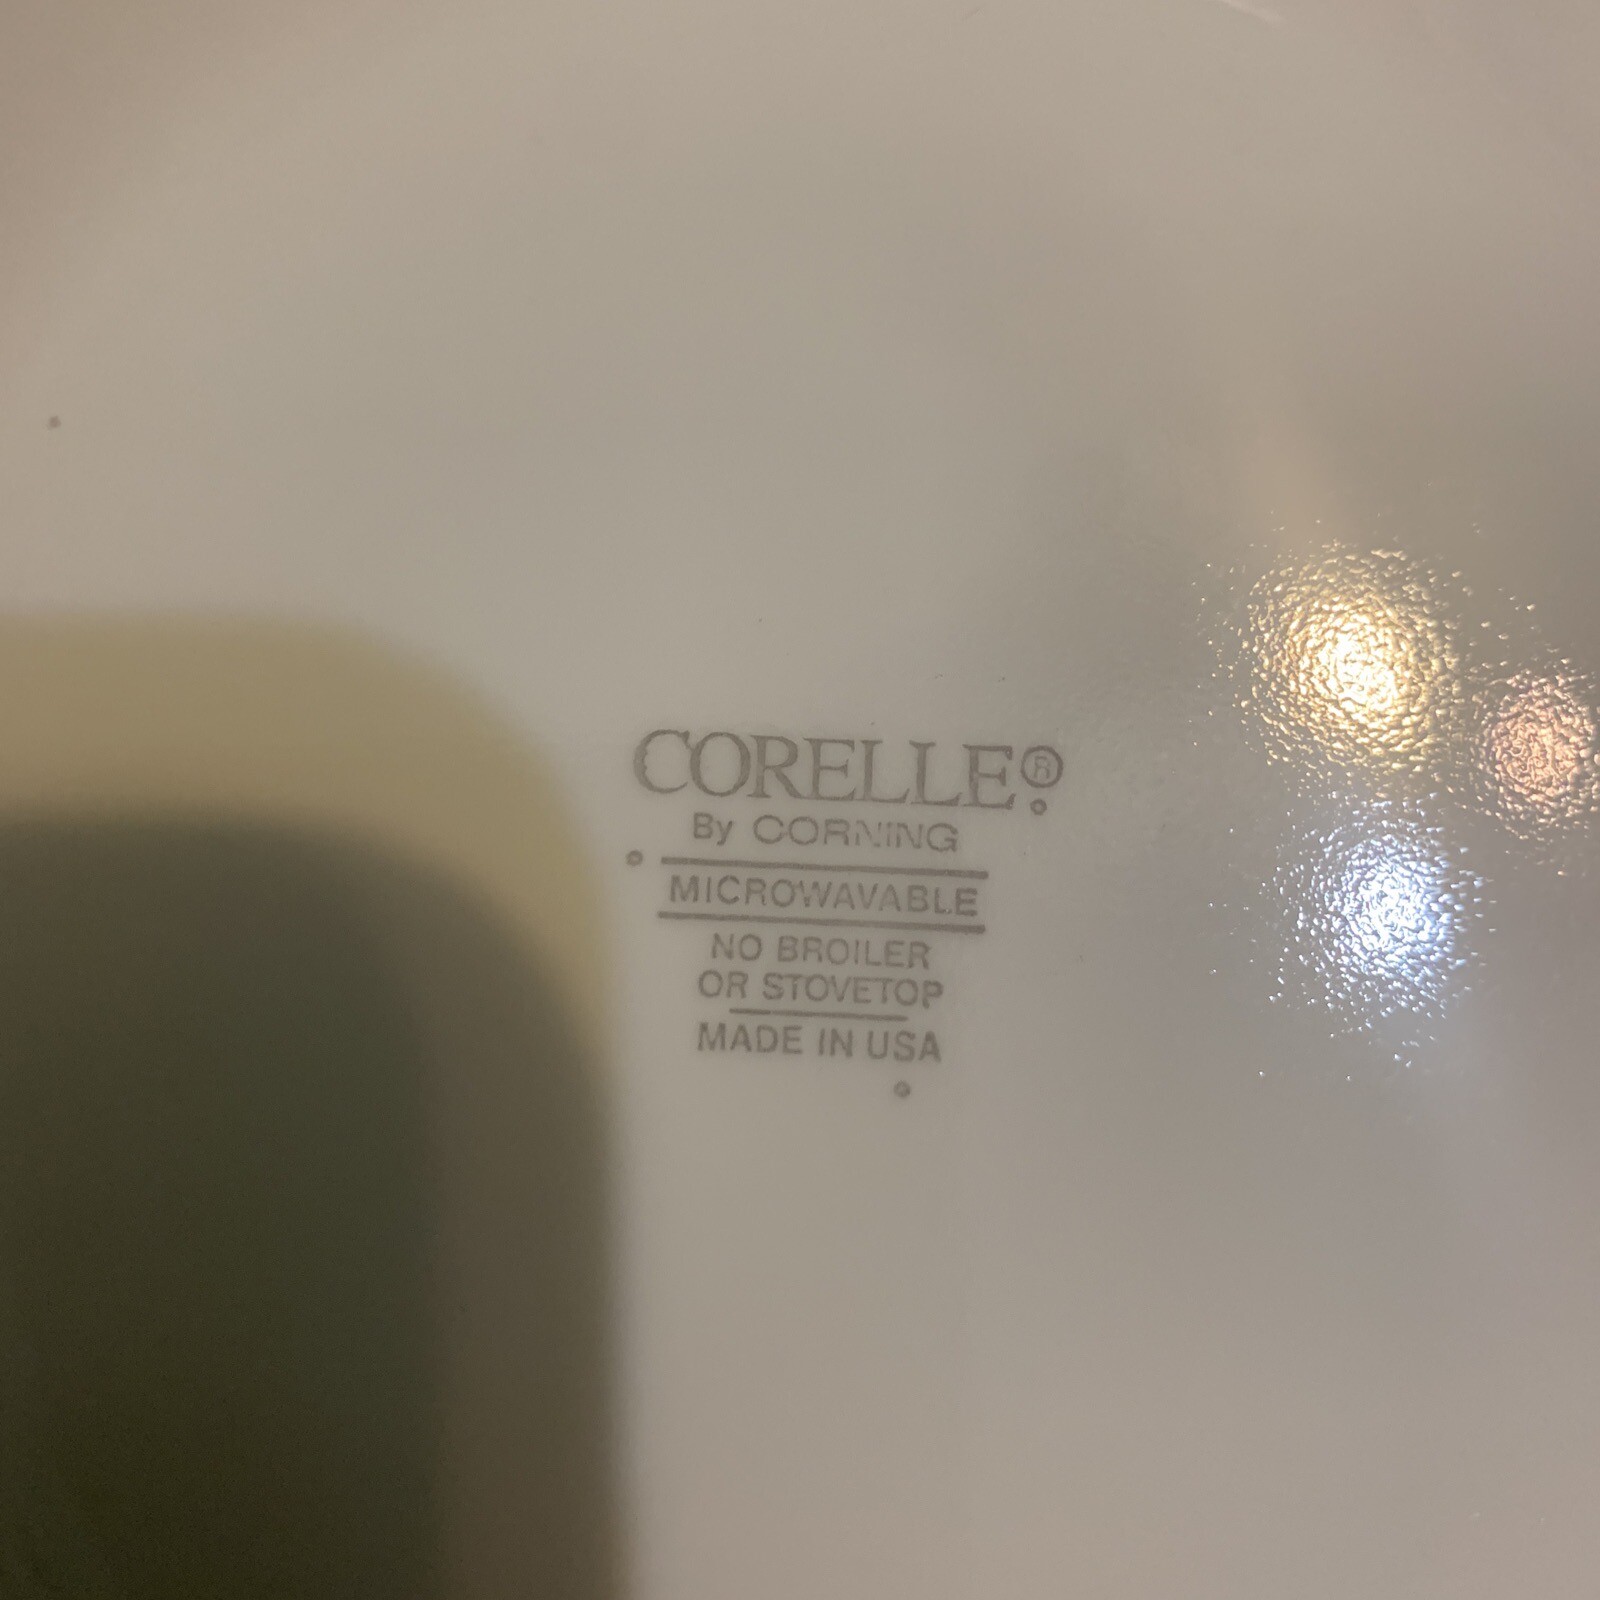 CORELLE®
By CORNING
MICROWAVABLE
NO BROILER
OR STOVETOP
MADE IN USA